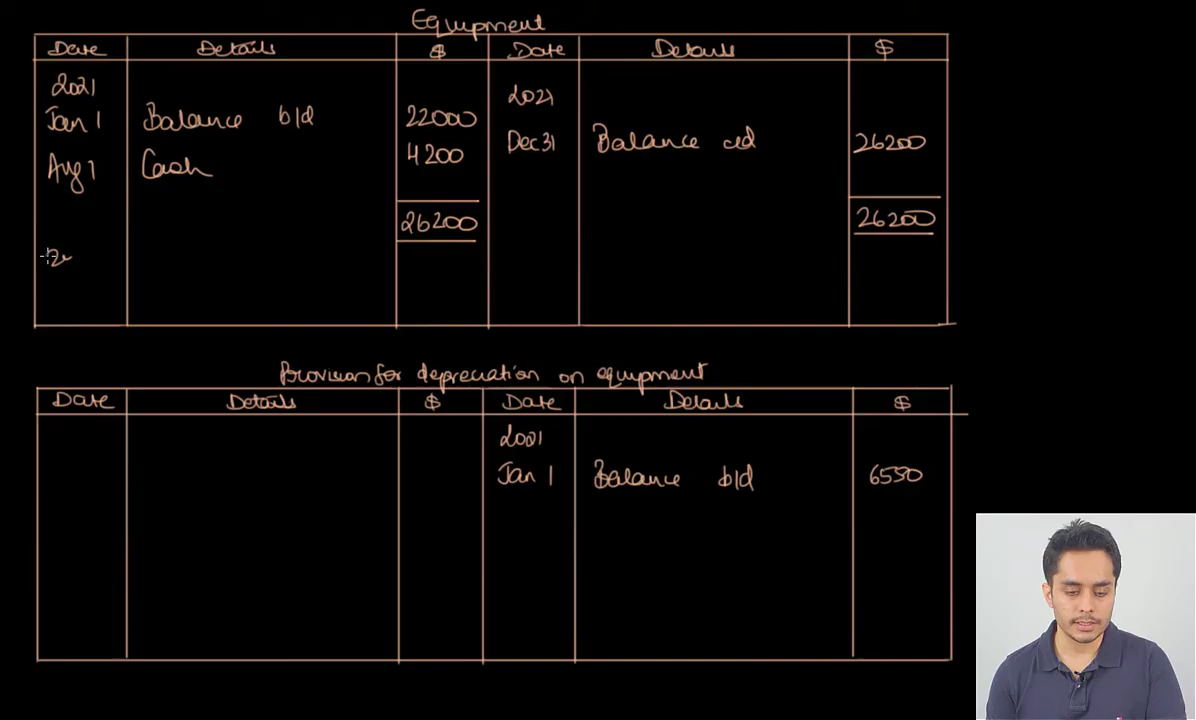 Equipment
Date Details $ Date Details $
2021 2021
Jan 1 Balance b/d 22000
Dec 31 Balance c/d 26200
Aug 1 Cash 4200
26200 26200
Provision for depreciation on equipment
Date Details $ Date Details $
2021
Jan 1 Balance b/d 6550